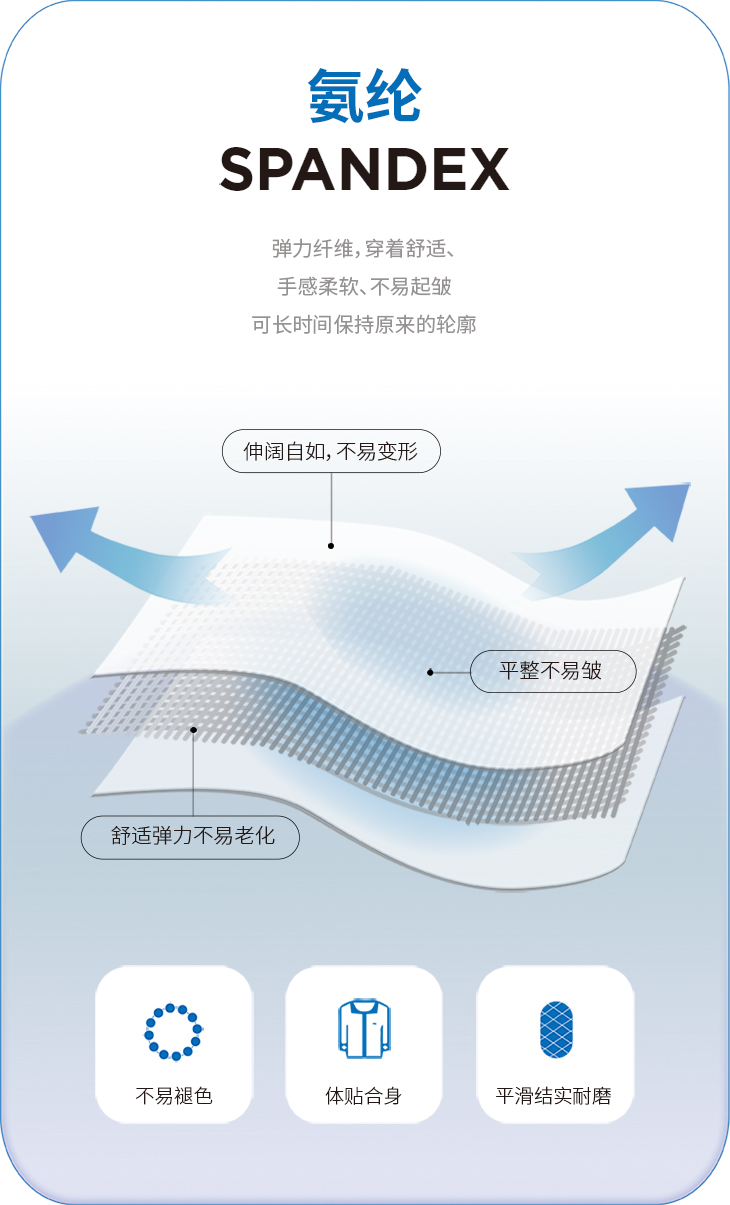 氨纶
SPANDEX
弹力纤维，穿着舒适、
手感柔软、不易起皱
可长时间保持原来的轮廓
伸阔自如，不易变形
平整不易皱
舒适弹力不易老化
不易褪色
体贴合身
平滑结实耐磨